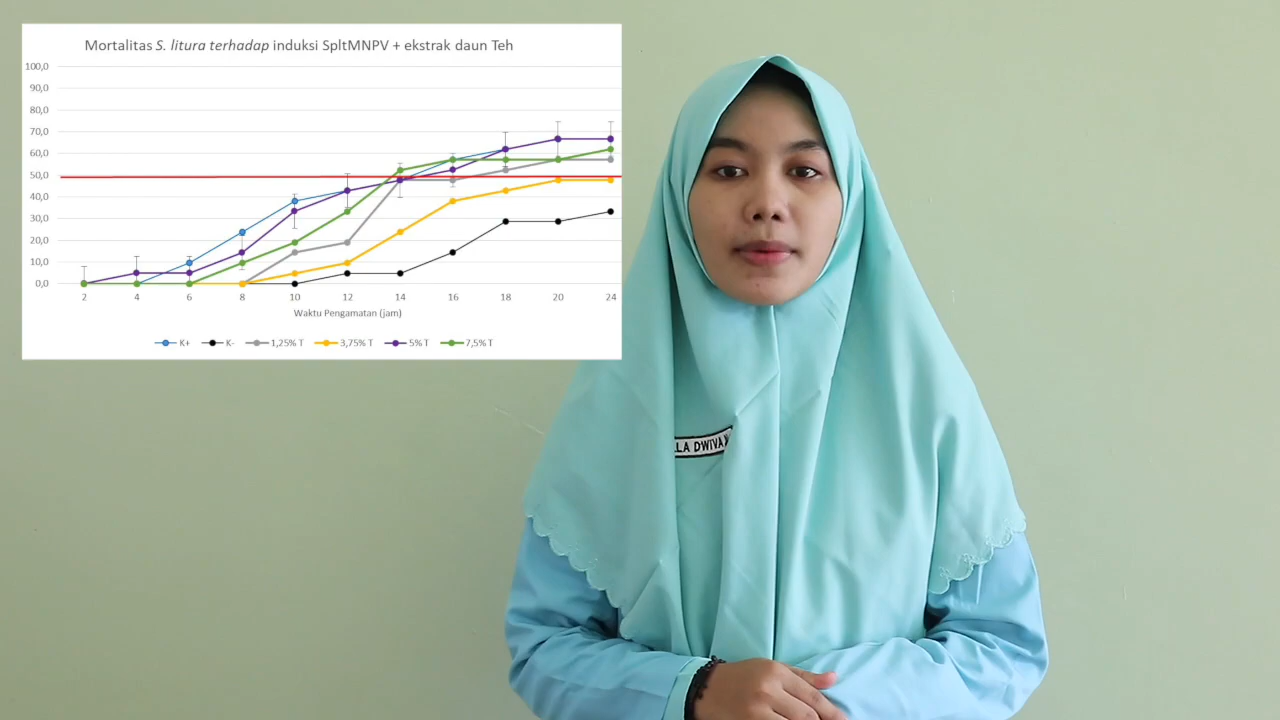 Mortalitas S. litura terhadap induksi SpltMNPV + ekstrak daun Teh
100,0
90,0
80,0
70,0
60,0
50,0
40,0
30,0
20,0
10,0
0,0
2 4 6 8 10 12 14 16 18 20 24
Waktu Pengamatan (jam)
K+ K- 1,25% T 3,75% T 5% T 7,5% T
LLA DWIVA